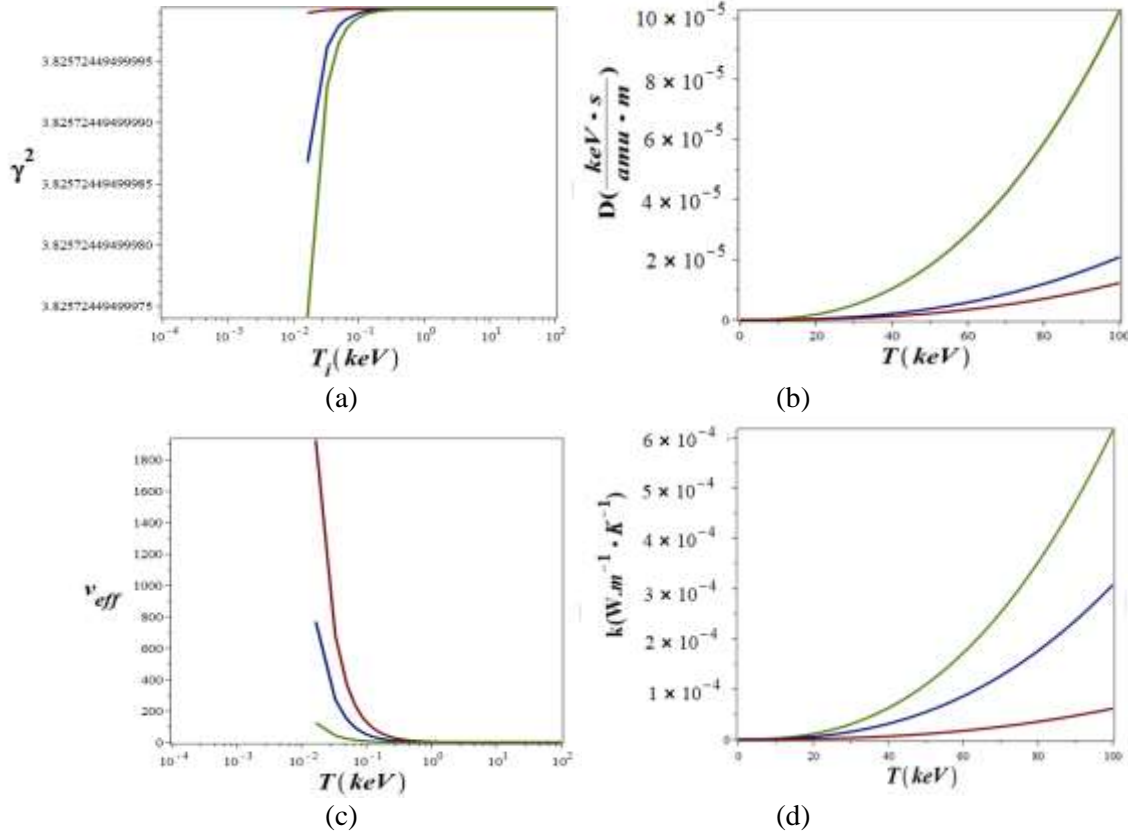 3.82572449499995
3.82572449499990
3.82572449499985
3.82572449499980
3.82572449499975
γ²
10⁻⁴ 10⁻⁵ 10⁻² 10⁻¹ 10⁰ 10¹ 10²
T_i(keV)
(a)
10 × 10⁻⁵
8 × 10⁻⁵
6 × 10⁻⁵
4 × 10⁻⁵
2 × 10⁻⁵
0
D(keV • s / amu • m)
0 20 40 60 80 100
T(keV)
(b)
1800
1600
1400
1200
1000
800
600
400
200
0
ν_eff
10⁻⁴ 10⁻³ 10⁻² 10⁻¹ 10⁰ 10¹ 10²
T(keV)
(c)
6 × 10⁻⁴
5 × 10⁻⁴
4 × 10⁻⁴
3 × 10⁻⁴
2 × 10⁻⁴
1 × 10⁻⁴
0
k(W.m⁻¹ • K⁻¹)
0 20 40 60 80 100
T(keV)
(d)